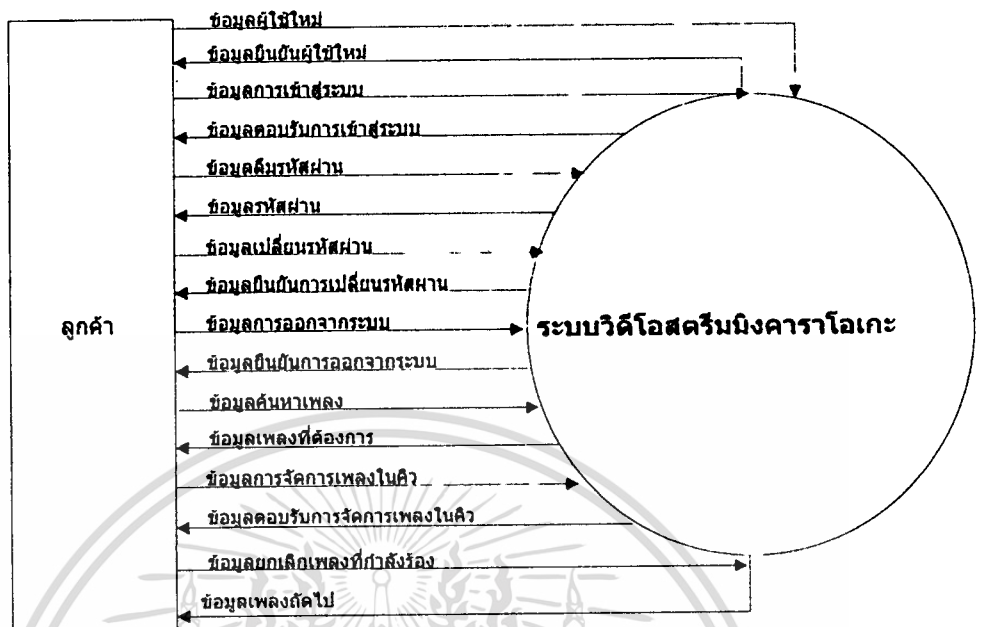 ข้อมูลผู้ใช้ใหม่
ข้อมูลยืนยันผู้ใช้ใหม่
ข้อมูลการเข้าสู่ระบบ
ข้อมูลตอบรับการเข้าสู่ระบบ
ข้อมูลลืมรหัสผ่าน
ข้อมูลรหัสผ่าน
ข้อมูลเปลี่ยนรหัสผ่าน
ข้อมูลยืนยันการเปลี่ยนรหัสผ่าน
ลูกค้า
ข้อมูลการออกจากระบบ
ระบบวิดีโอสตรีมมิงคาราโอเกะ
ข้อมูลยืนยันการออกจากระบบ
ข้อมูลค้นหาเพลง
ข้อมูลเพลงที่ต้องการ
ข้อมูลการจัดการเพลงในคิว
ข้อมูลตอบรับการจัดการเพลงในคิว
ข้อมูลยกเลิกเพลงที่กำลังร้อง
ข้อมูลเพลงถัดไป